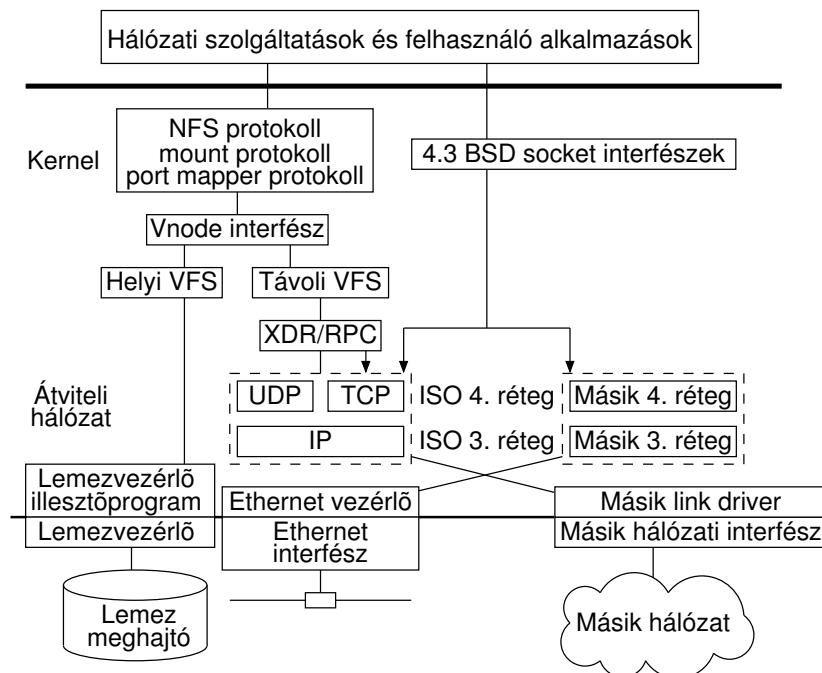 Hálózati szolgáltatások és felhasználó alkalmazások
NFS protokoll
mount protokoll
port mapper protokoll
Kernel
4.3 BSD socket interfészek
Vnode interfész
Helyi VFS
Távoli VFS
XDR/RPC
Átviteli
hálózat
UDP
TCP
ISO 4. réteg
Másik 4. réteg
IP
ISO 3. réteg
Másik 3. réteg
Lemezvezérlõ
illesztõprogram
Ethernet vezérlõ
Másik link driver
Lemezvezérlõ
Ethernet
interfész
Másik hálózati interfész
Lemez
meghajtó
Másik hálózat